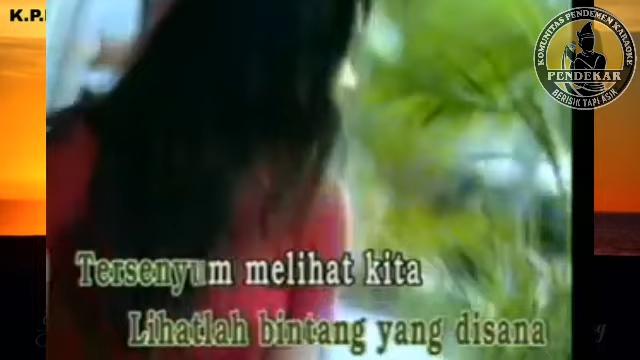 K.P.
KOMUNITAS PENDEMEN KARAOKE
PENDEKAR
BERISIK TAPI ASIK
Tersenyum melihat kita
Lihatlah bintang yang disana